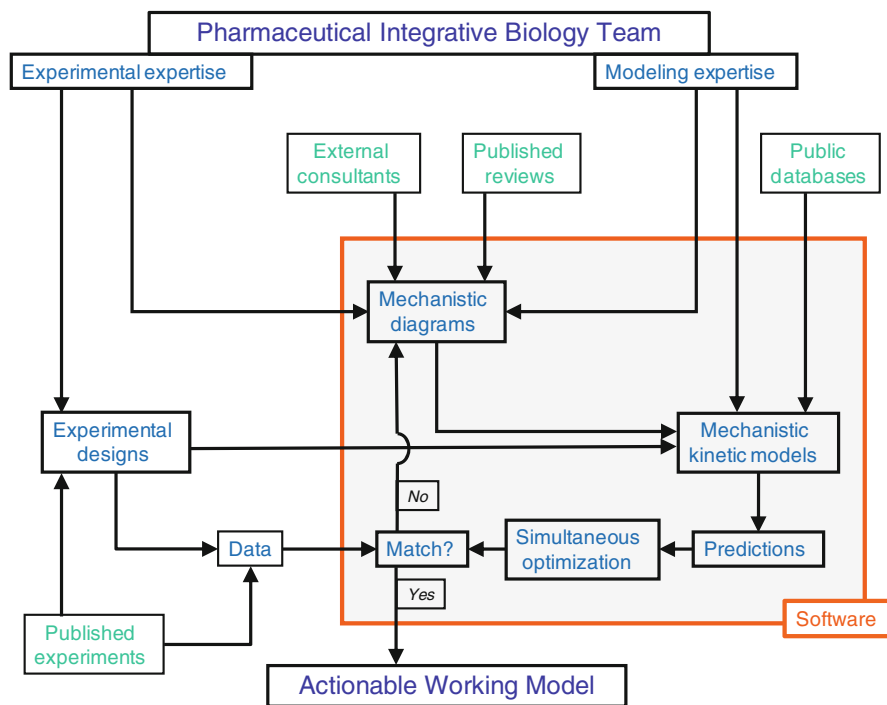 Pharmaceutical Integrative Biology Team
Experimental expertise
Modeling expertise
External
consultants
Published
reviews
Public
databases
Mechanistic
diagrams
Experimental
designs
Mechanistic
kinetic models
No
Data
Match?
Simultaneous
optimization
Predictions
Yes
Software
Published
experiments
Actionable Working Model